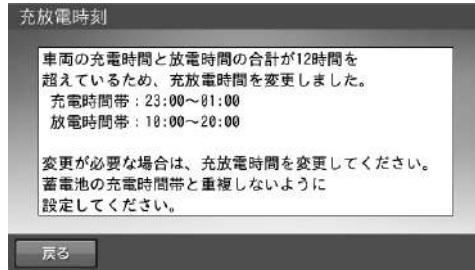 充放電時刻
車両の充電時間と放電時間の合計が12時間を
超えているため、充放電時間を変更しました。
充電時間帯：23:00～01:00
放電時間帯：10:00～20:00
変更が必要な場合は、充放電時間を変更してください。
蓄電池の充電時間帯と重複しないように
設定してください。
戻る